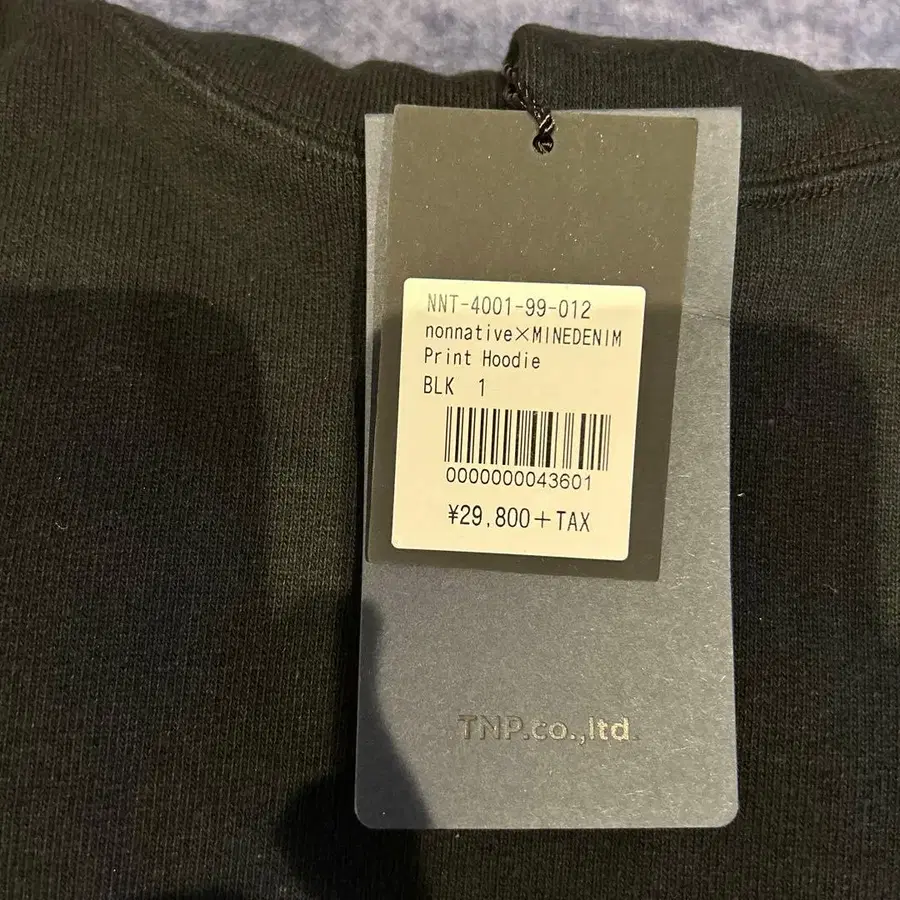 NNT-4001-99-012
nonnative×MINEDENIM
Print Hoodie
BLK 1
0000000043601
¥29,800+TAX
TNP.co.,ltd.